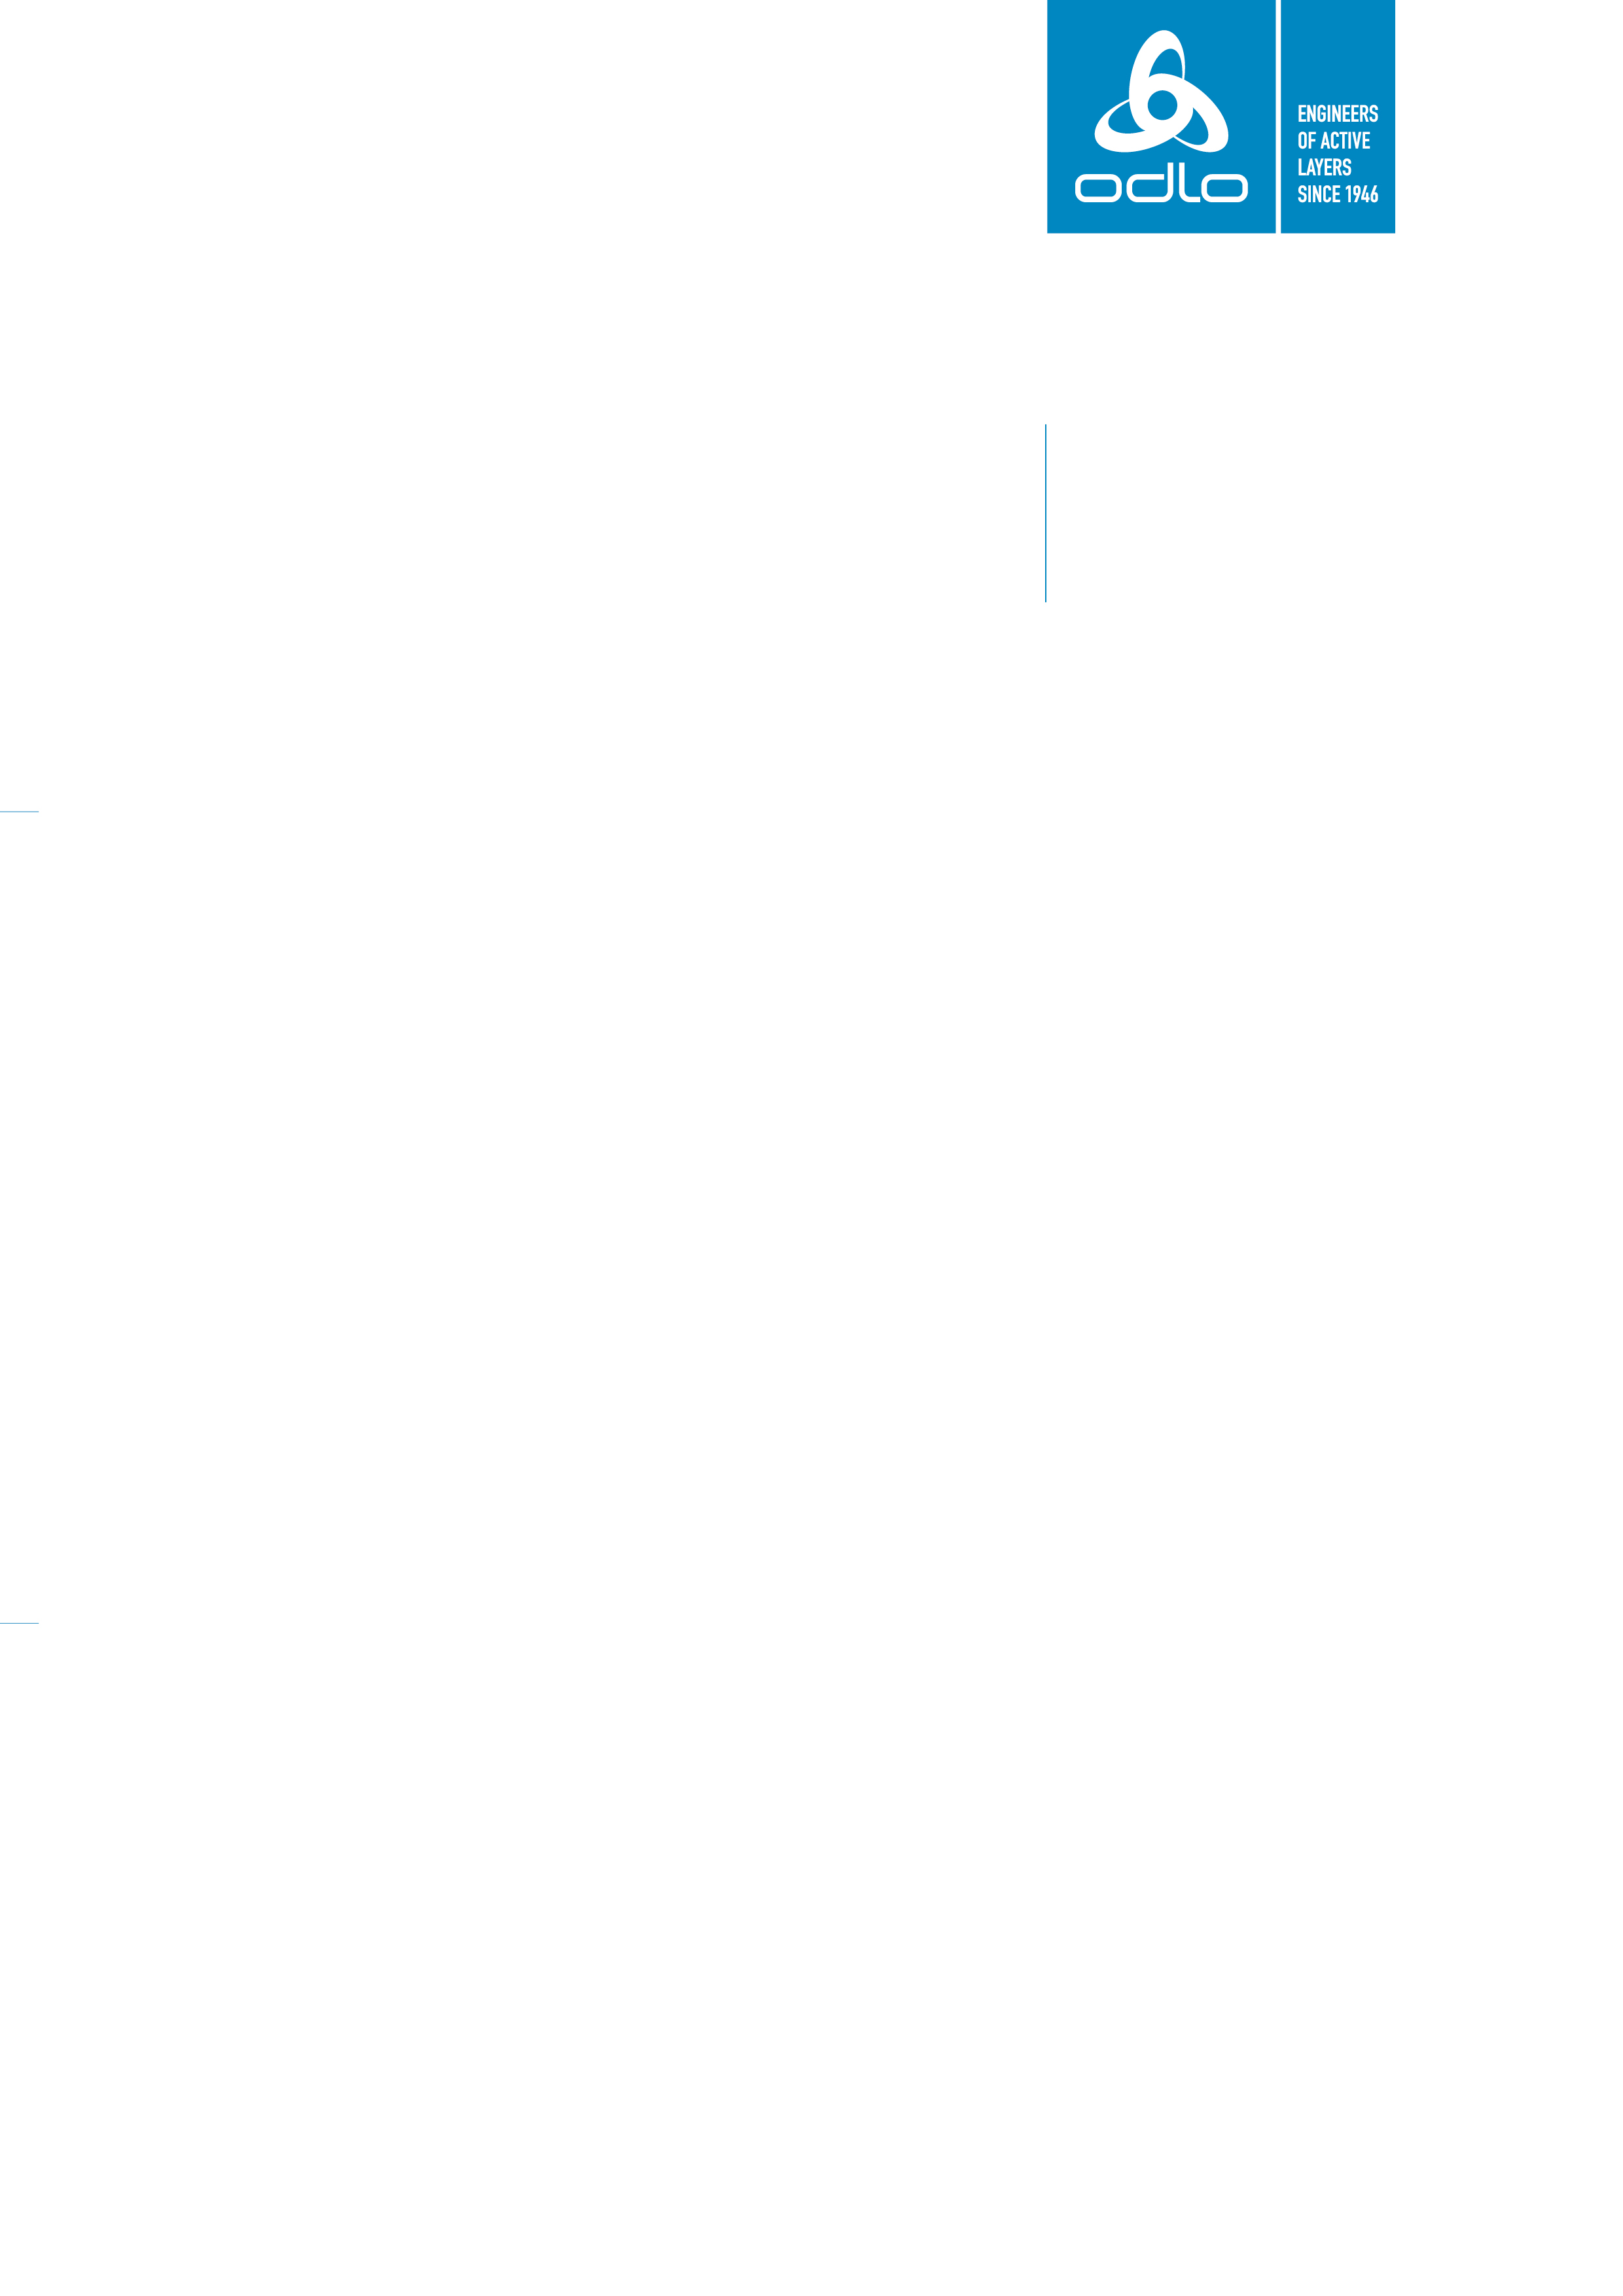 odlo
ENGINEERS
OF ACTIVE
LAYERS
SINCE 1946